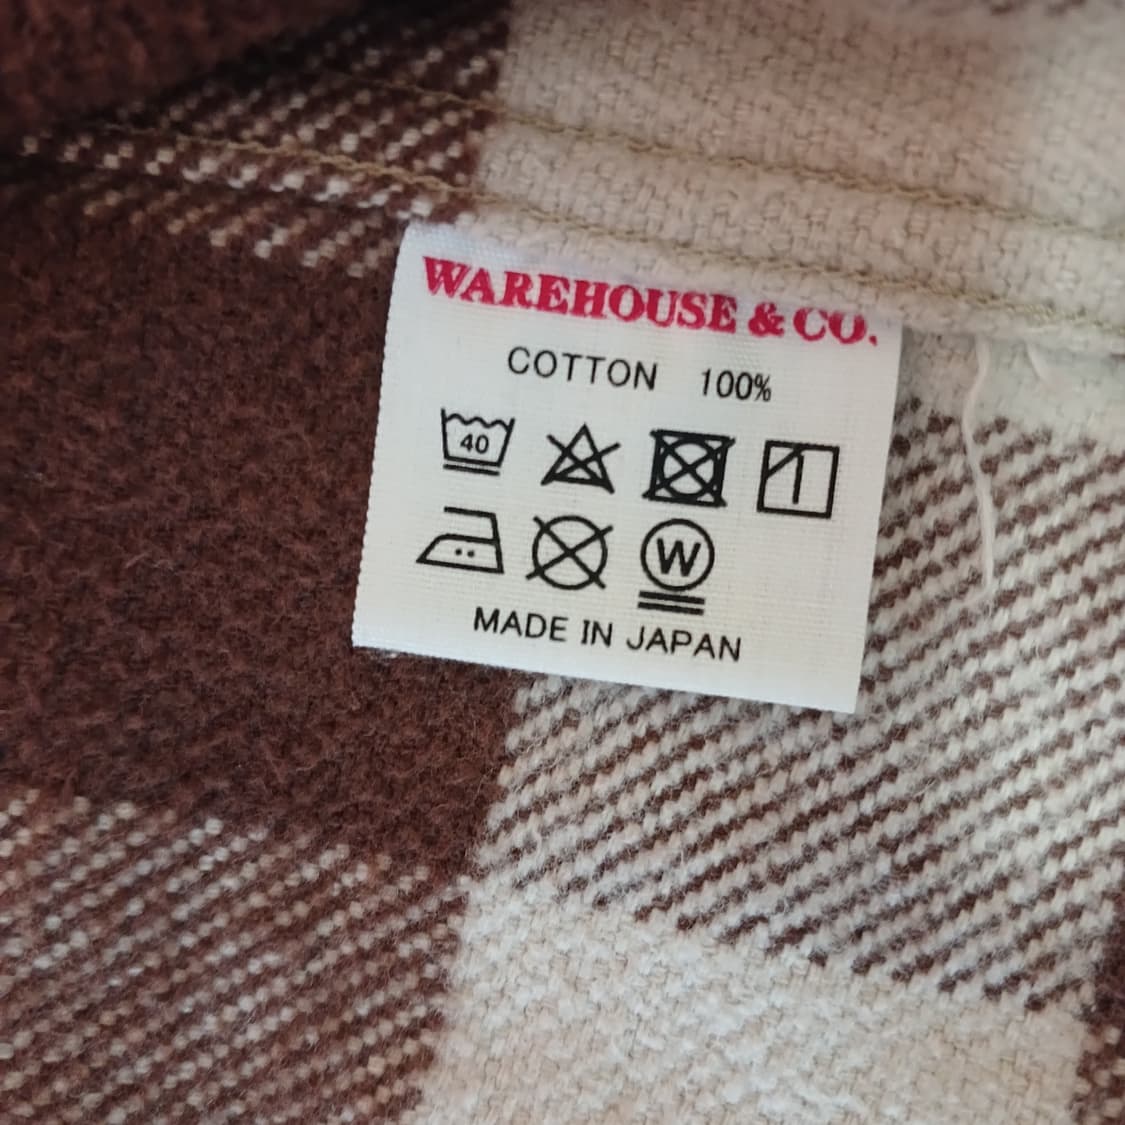 WAREHOUSE & CO.
COTTON 100%
40
W
MADE IN JAPAN